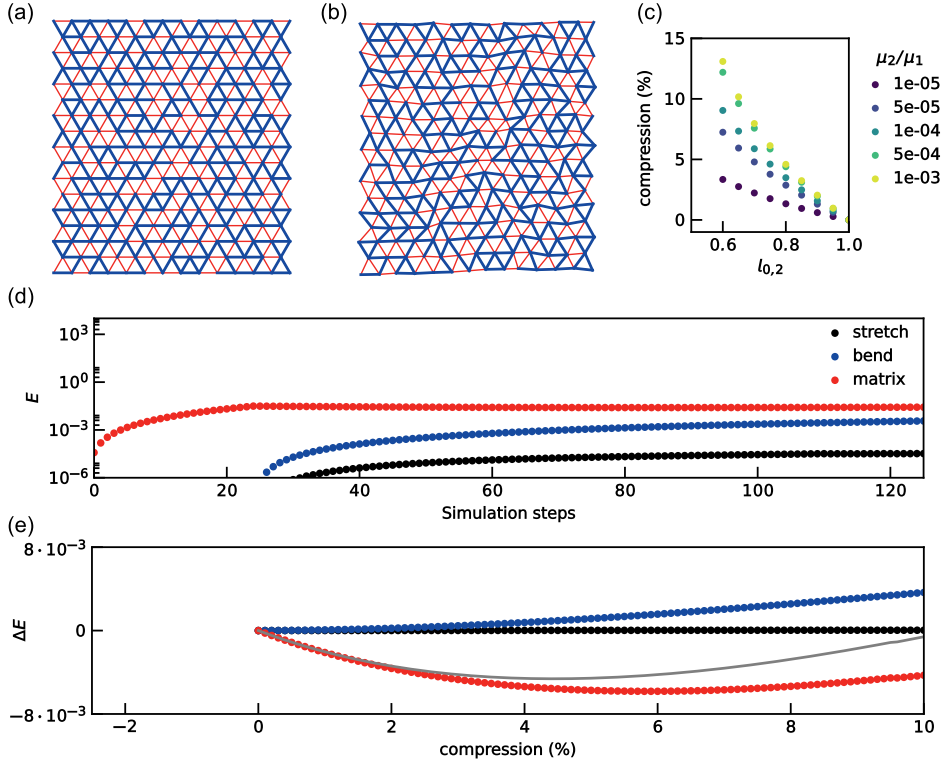 (a)
(b)
(c)
15
10
5
0
compression (%)
0.6
0.8
1.0
l0,2
μ2/μ1
1e-05
5e-05
1e-04
5e-04
1e-03
(d)
10³
10⁰
10⁻³
10⁻⁶
E
stretch
bend
matrix
0
20
40
60
80
100
120
Simulation steps
(e)
8·10⁻³
0
−8·10⁻³
ΔE
−2
0
2
4
6
8
10
compression (%)